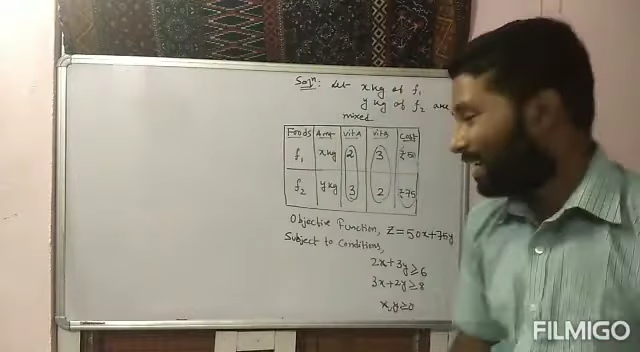 Solⁿ: Let x kg of f₁
y kg of f₂ are
mixed
Foods Amt vit A vit B cost
f₁ x kg 2 3 ₹50
f₂ y kg 3 2 ₹75
Objective Function, Z=50x+75y
Subject to Conditions,
2x+3y≥6
3x+2y≥8
x,y≥0
FILMIGO